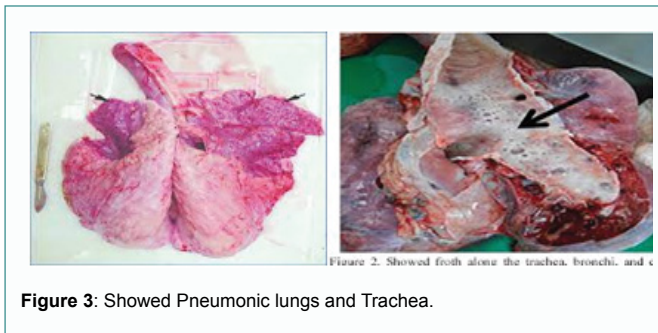 Figure 2. Showed froth along the trachea, bronchi, and
Figure 3: Showed Pneumonic lungs and Trachea.